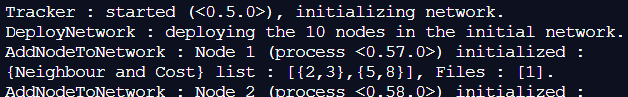 Tracker : started (<0.5.0>), initializing network.
DeployNetwork : deploying the 10 nodes in the initial network.
AddNodeToNetwork : Node 1 (process <0.57.0>) initialized :
{Neighbour and Cost} list : [{2,3},{5,8}], Files : [1].
AddNodeToNetwork : Node 2 (process <0.58.0>) initialized :